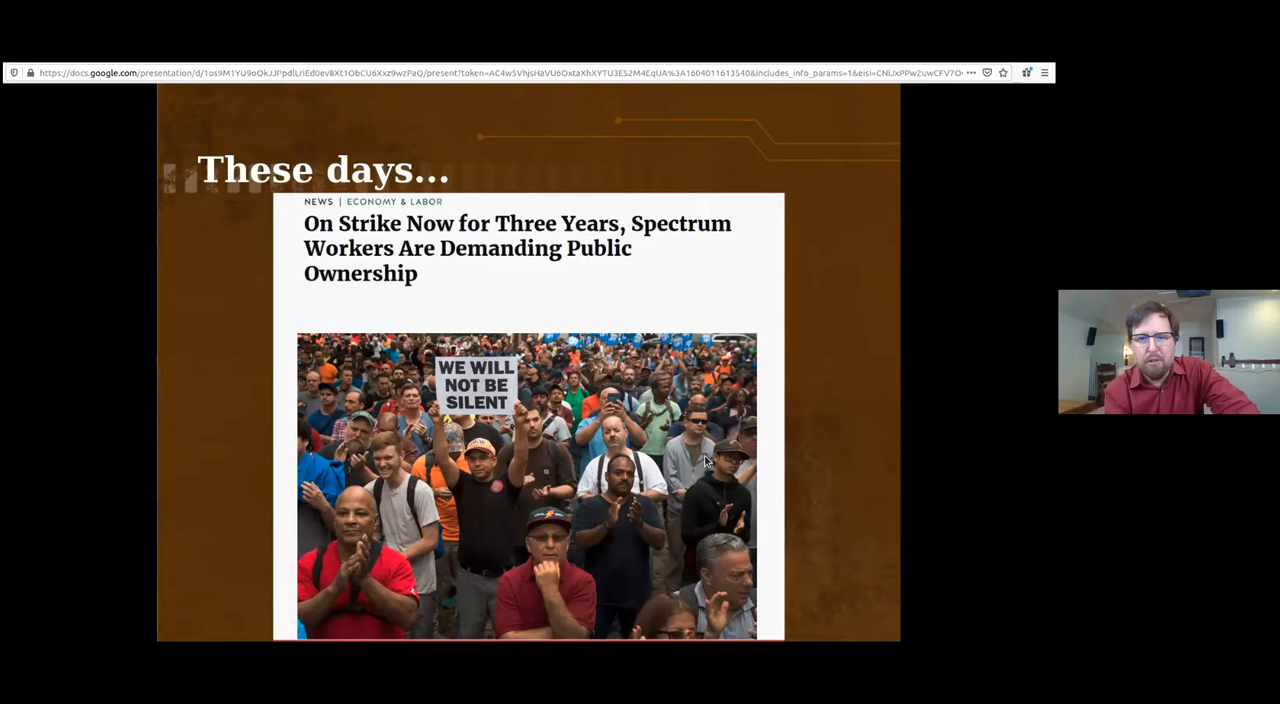 These days...
NEWS | ECONOMY & LABOR
On Strike Now for Three Years, Spectrum
Workers Are Demanding Public
Ownership
WE WILL
NOT BE
SILENT